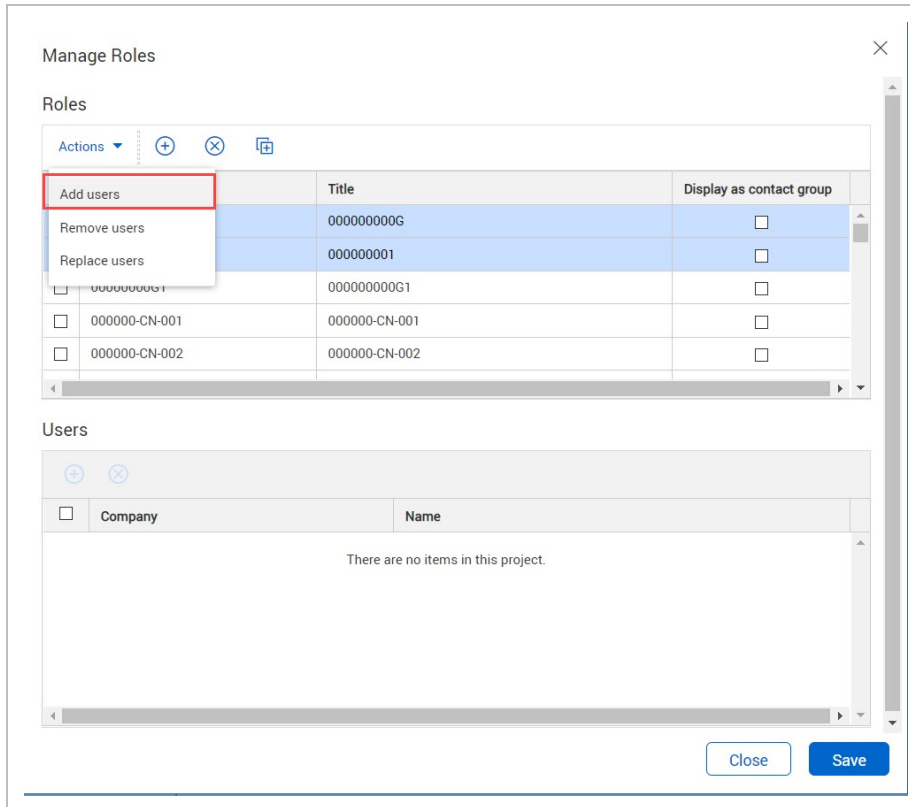 Manage Roles
Roles
Actions
Title Display as contact group
Add users
000000000G
Remove users
000000001
Replace users
00000000G1 000000000G1
000000-CN-001 000000-CN-001
000000-CN-002 000000-CN-002
Users
Company Name
There are no items in this project.
Close Save